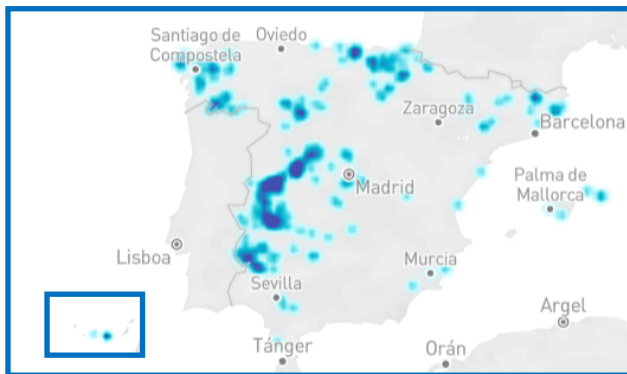 Santiago de
Compostela
Oviedo
Zaragoza
Barcelona
Madrid
Palma de
Mallorca
Lisboa
Murcia
Sevilla
Argel
Tánger
Orán